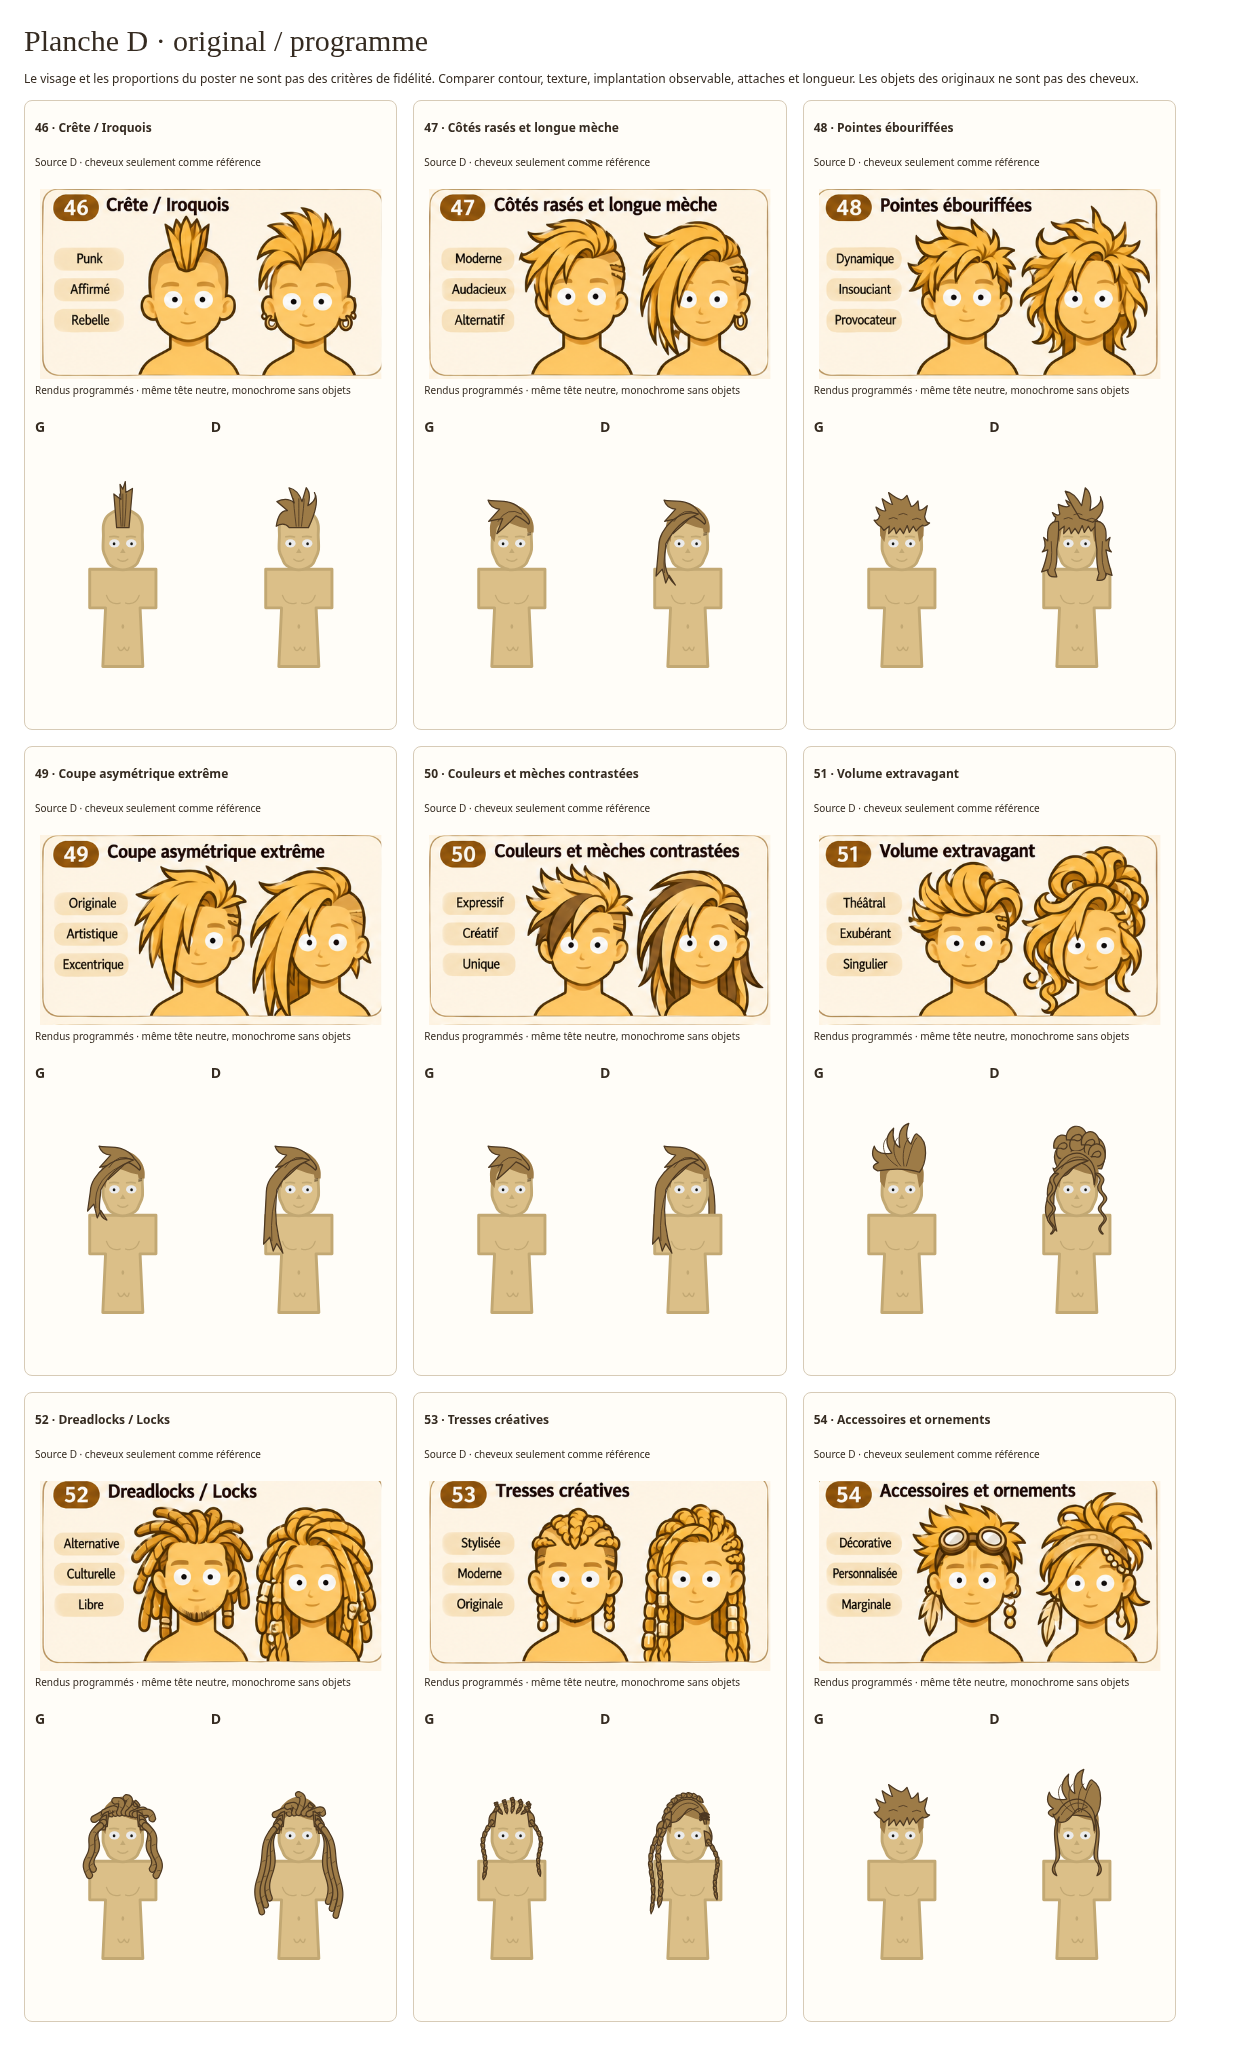 Planche D · original / programme
Le visage et les proportions du poster ne sont pas des critères de fidélité. Comparer contour, texture, implantation observable, attaches et longueur. Les objets des originaux ne sont pas des cheveux.
46 · Crête / Iroquois
Source D · cheveux seulement comme référence
46 Crête / Iroquois
Punk
Affirmé
Rebelle
Rendus programmés · même tête neutre, monochrome sans objets
G D
47 · Côtés rasés et longue mèche
Source D · cheveux seulement comme référence
47 Côtés rasés et longue mèche
Moderne
Audacieux
Alternatif
Rendus programmés · même tête neutre, monochrome sans objets
G D
48 · Pointes ébouriffées
Source D · cheveux seulement comme référence
48 Pointes ébouriffées
Dynamique
Insouciant
Provocateur
Rendus programmés · même tête neutre, monochrome sans objets
G D
49 · Coupe asymétrique extrême
Source D · cheveux seulement comme référence
49 Coupe asymétrique extrême
Originale
Artistique
Excentrique
Rendus programmés · même tête neutre, monochrome sans objets
G D
50 · Couleurs et mèches contrastées
Source D · cheveux seulement comme référence
50 Couleurs et mèches contrastées
Expressif
Créatif
Unique
Rendus programmés · même tête neutre, monochrome sans objets
G D
51 · Volume extravagant
Source D · cheveux seulement comme référence
51 Volume extravagant
Théâtral
Exubérant
Singulier
Rendus programmés · même tête neutre, monochrome sans objets
G D
52 · Dreadlocks / Locks
Source D · cheveux seulement comme référence
52 Dreadlocks / Locks
Alternative
Culturelle
Libre
Rendus programmés · même tête neutre, monochrome sans objets
G D
53 · Tresses créatives
Source D · cheveux seulement comme référence
53 Tresses créatives
Stylisée
Moderne
Originale
Rendus programmés · même tête neutre, monochrome sans objets
G D
54 · Accessoires et ornements
Source D · cheveux seulement comme référence
54 Accessoires et ornements
Décorative
Personnalisée
Marginale
Rendus programmés · même tête neutre, monochrome sans objets
G D